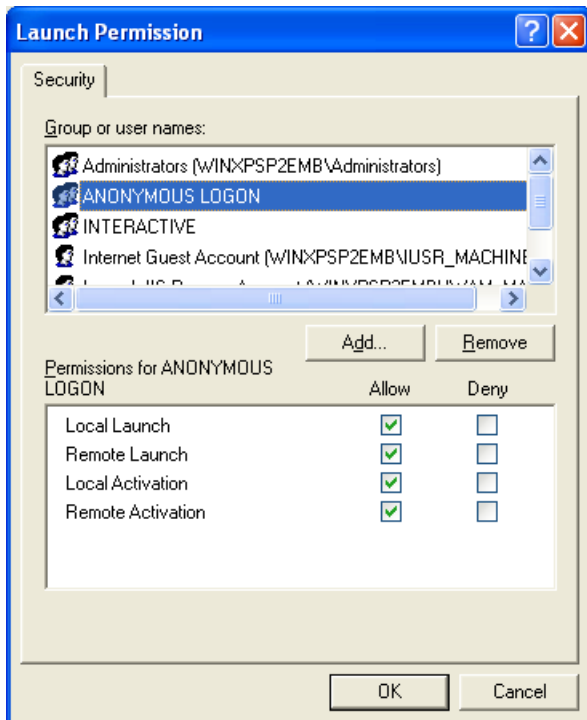 Launch Permission
Security
Group or user names:
Administrators (WINXPSP2EMB\Administrators)
ANONYMOUS LOGON
INTERACTIVE
Internet Guest Account (WINXPSP2EMB\IUSR_MACHINE
Add... Remove
Permissions for ANONYMOUS
LOGON Allow Deny
Local Launch
Remote Launch
Local Activation
Remote Activation
OK Cancel